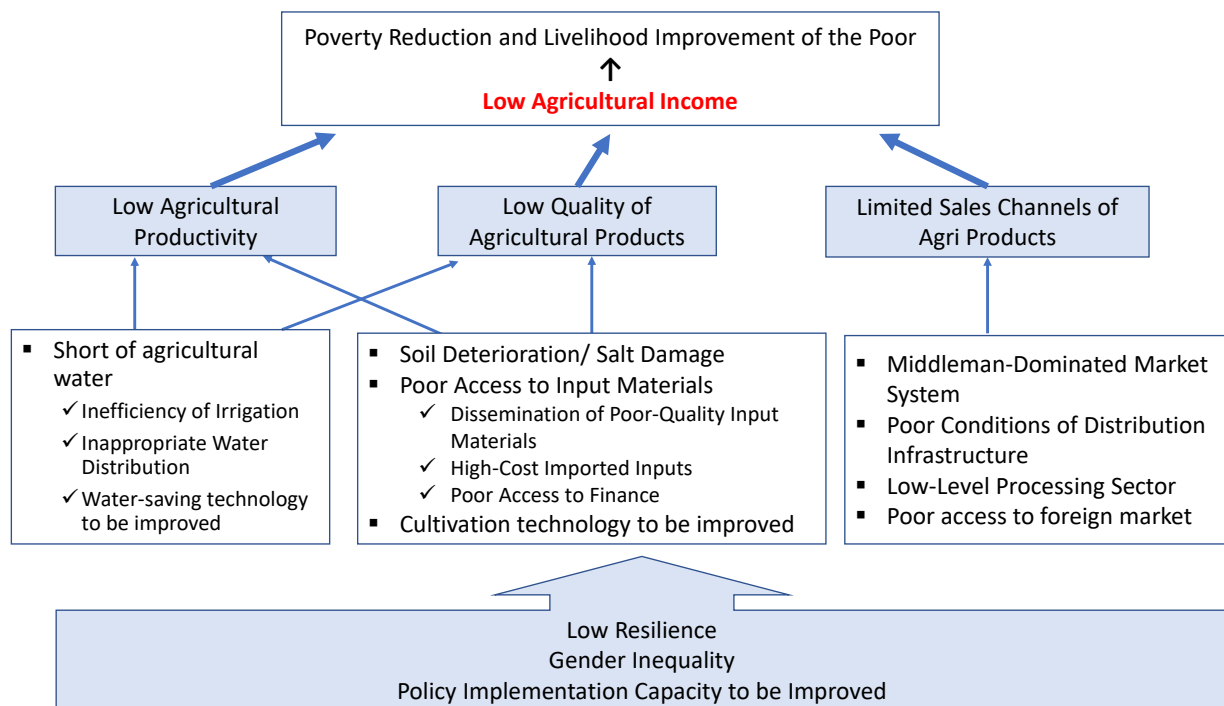 Poverty Reduction and Livelihood Improvement of the Poor
↑
Low Agricultural Income
Low Agricultural
Productivity
Low Quality of
Agricultural Products
Limited Sales Channels of
Agri Products
▪ Short of agricultural
water
✓ Inefficiency of Irrigation
✓ Inappropriate Water
Distribution
✓ Water-saving technology
to be improved
▪ Soil Deterioration/ Salt Damage
▪ Poor Access to Input Materials
✓ Dissemination of Poor-Quality Input
Materials
✓ High-Cost Imported Inputs
✓ Poor Access to Finance
▪ Cultivation technology to be improved
▪ Middleman-Dominated Market
System
▪ Poor Conditions of Distribution
Infrastructure
▪ Low-Level Processing Sector
▪ Poor access to foreign market
Low Resilience
Gender Inequality
Policy Implementation Capacity to be Improved